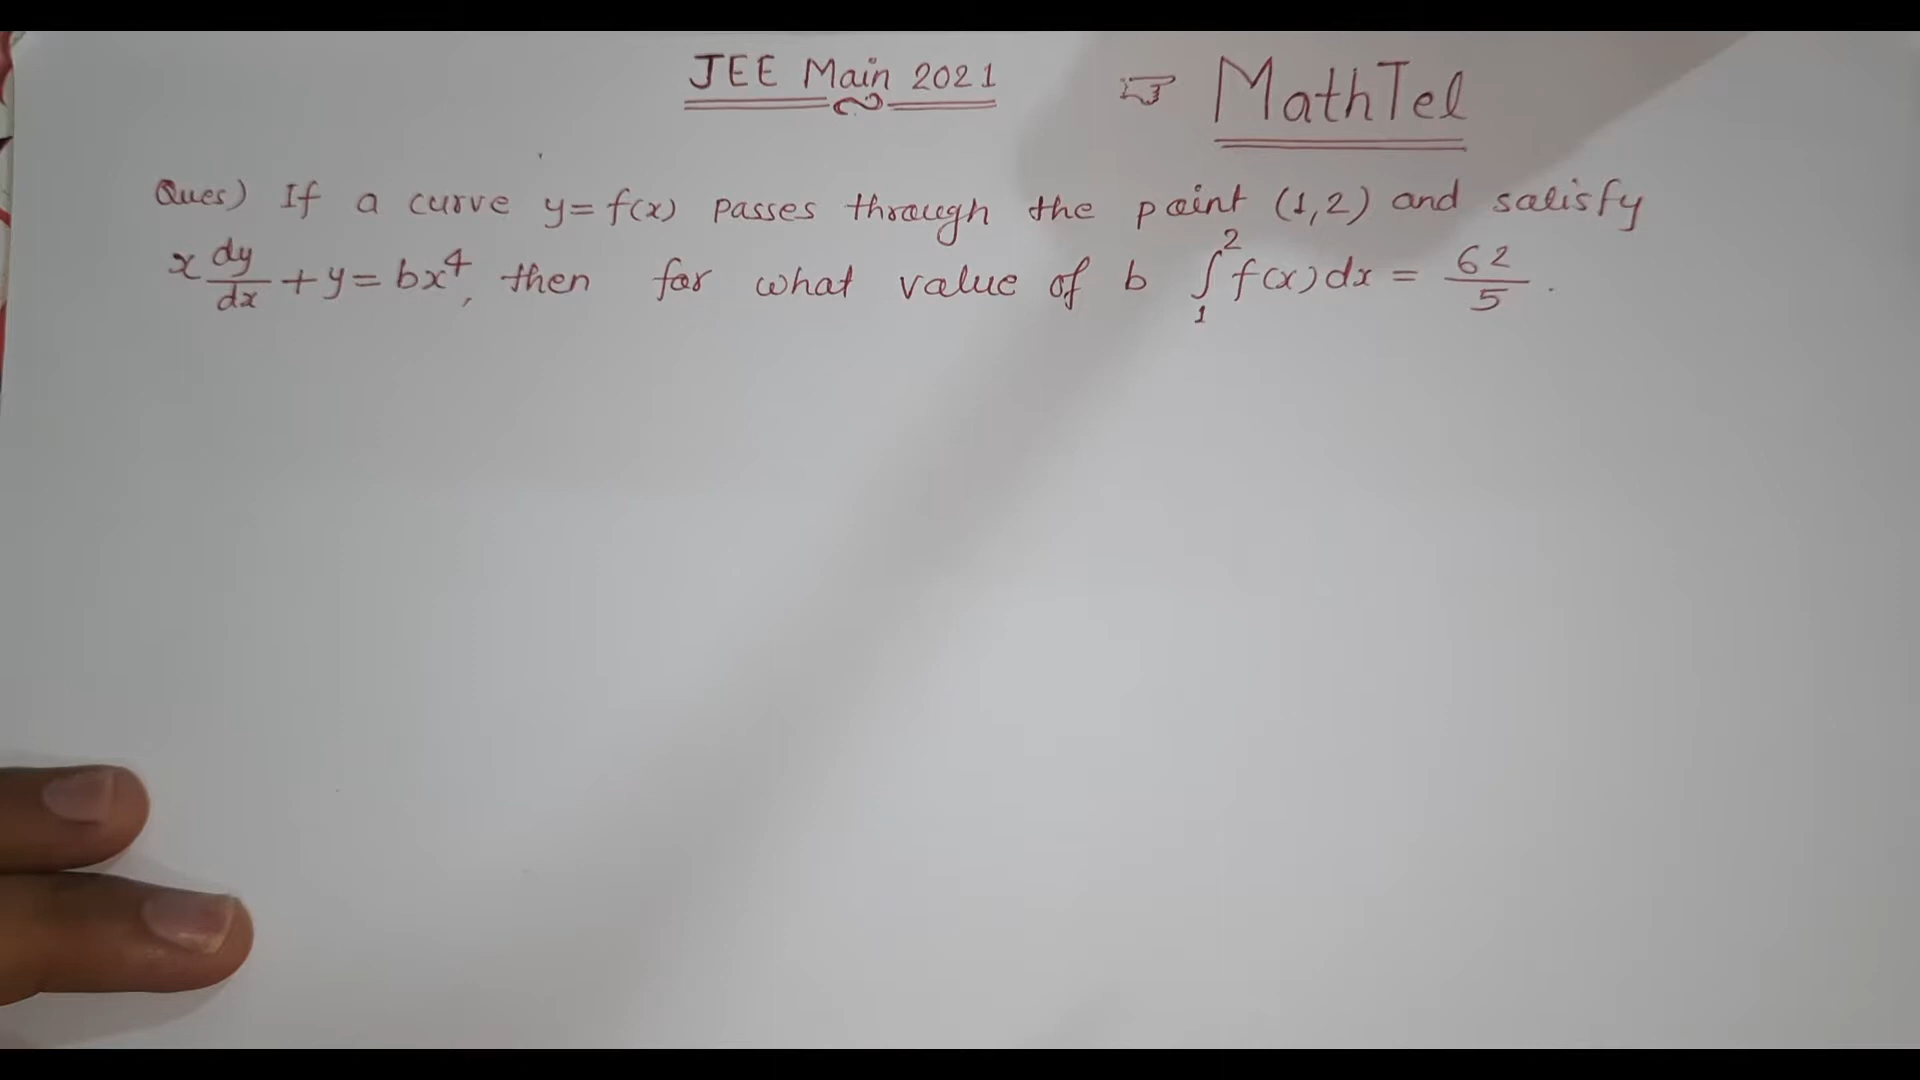 JEE Main 2021 ☞ MathTel
Ques) If a curve y=f(x) passes through the point (1,2) and satisfy
x dy/dx + y = bx⁴, then for what value of b ∫₁² f(x) dx = 62/5 .